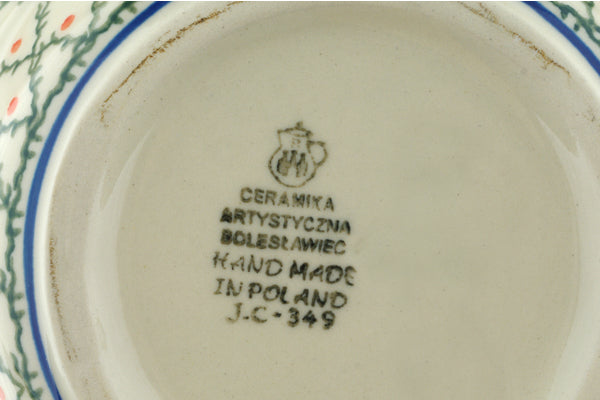 CERAMIKA
ARTYSTYCZNA
BOLESŁAWIEC
HAND MADE
IN POLAND
J.C-349